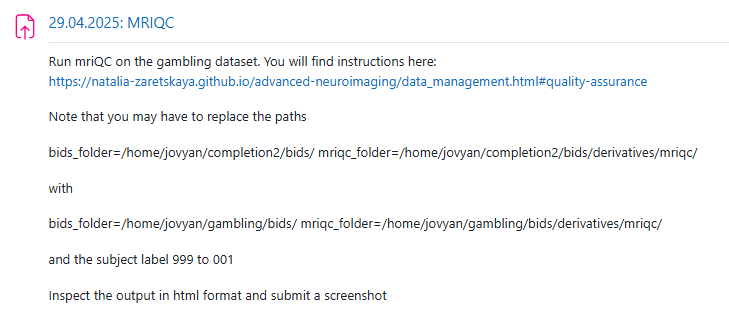 29.04.2025: MRIQC
Run mriQC on the gambling dataset. You will find instructions here:
https://natalia-zaretskaya.github.io/advanced-neuroimaging/data_management.html#quality-assurance
Note that you may have to replace the paths
bids_folder=/home/jovyan/completion2/bids/ mriqc_folder=/home/jovyan/completion2/bids/derivatives/mriqc/
with
bids_folder=/home/jovyan/gambling/bids/ mriqc_folder=/home/jovyan/gambling/bids/derivatives/mriqc/
and the subject label 999 to 001
Inspect the output in html format and submit a screenshot